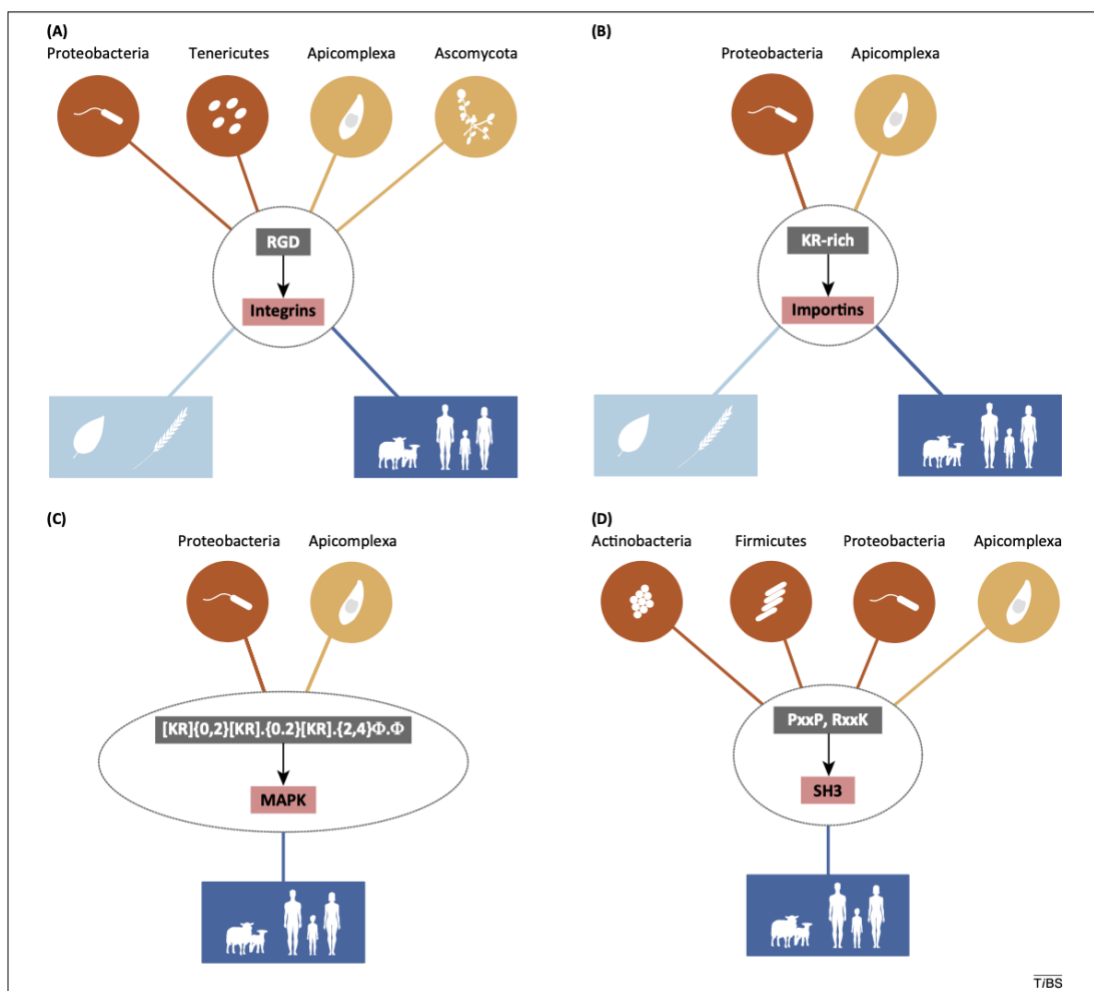 (A)
Proteobacteria Tenericutes Apicomplexa Ascomycota
RGD
Integrins
(B)
Proteobacteria Apicomplexa
KR-rich
Importins
(C)
Proteobacteria Apicomplexa
[KR]{0,2}[KR].{0.2}[KR].{2,4}Φ.Φ
MAPK
(D)
Actinobacteria Firmicutes Proteobacteria Apicomplexa
PxxP, RxxK
SH3
T/BS